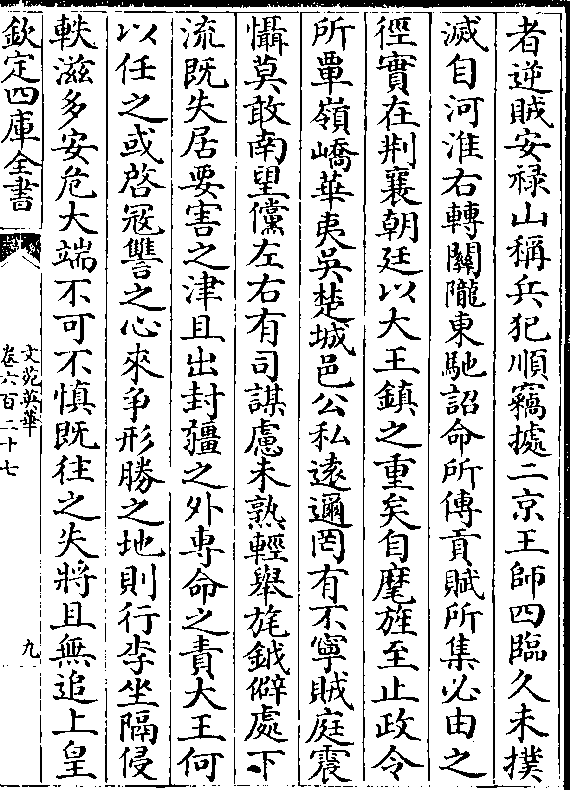 者逆賊安禄山稱兵犯順竊據二京王師四臨久未撲
滅自河淮右轉關隴東馳詔命所傳貢賦所集必由之
徑實在荆襄朝廷以大王鎮之重矣自麾旌至止政令
所覃嶺嶠華夷吳楚城邑公私逺邇罔有不寧賊庭震
懾莫敢南望儻左右有司謀慮未熟輕舉旄鉞僻處下
流既失居要害之津且出封疆之外専命之責大王何
以任之或啓冦讐之心來爭形勝之地則行李坐隔侵
軼滋多安危大端不可不慎既往之失將且無追上皇
欽定四庫全書
文苑英華
卷六百二十七
九